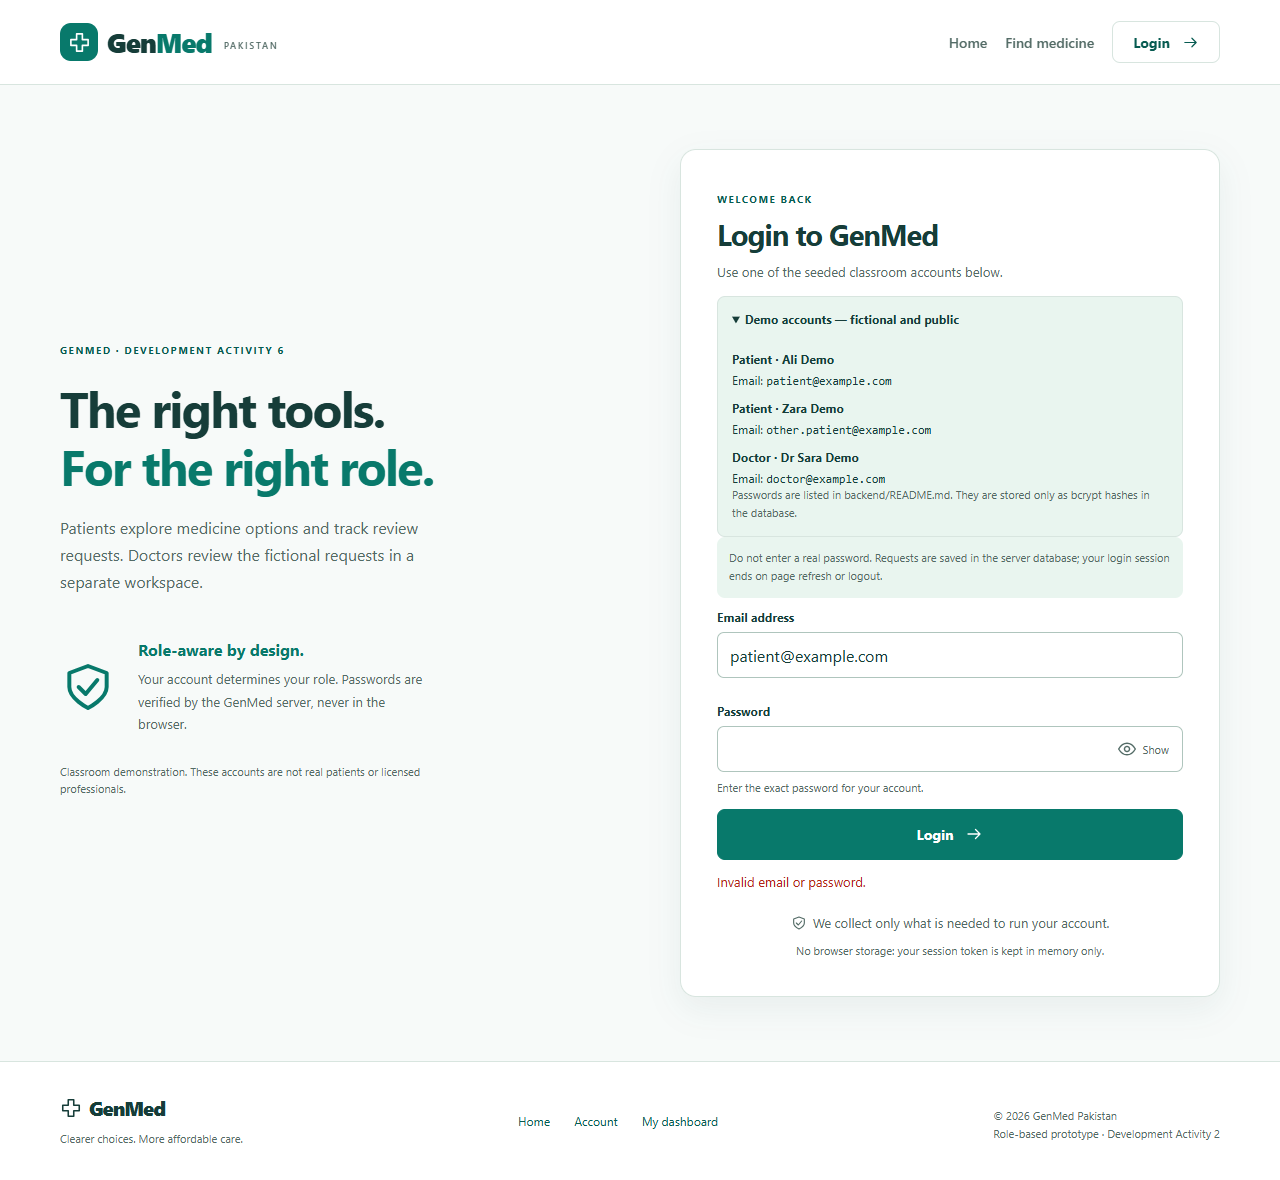 GenMed PAKISTAN
Home
Find medicine
Login →
GENMED · DEVELOPMENT ACTIVITY 6
The right tools.
For the right role.
Patients explore medicine options and track review
requests. Doctors review the fictional requests in a
separate workspace.
Role-aware by design.
Your account determines your role. Passwords are
verified by the GenMed server, never in the
browser.
Classroom demonstration. These accounts are not real patients or licensed
professionals.
WELCOME BACK
Login to GenMed
Use one of the seeded classroom accounts below.
▼ Demo accounts — fictional and public
Patient · Ali Demo
Email: patient@example.com
Patient · Zara Demo
Email: other.patient@example.com
Doctor · Dr Sara Demo
Email: doctor@example.com
Passwords are listed in backend/README.md. They are stored only as bcrypt hashes in
the database.
Do not enter a real password. Requests are saved in the server database; your login session
ends on page refresh or logout.
Email address
patient@example.com
Password
Show
Enter the exact password for your account.
Login →
Invalid email or password.
We collect only what is needed to run your account.
No browser storage: your session token is kept in memory only.
GenMed
Clearer choices. More affordable care.
Home
Account
My dashboard
© 2026 GenMed Pakistan
Role-based prototype · Development Activity 2